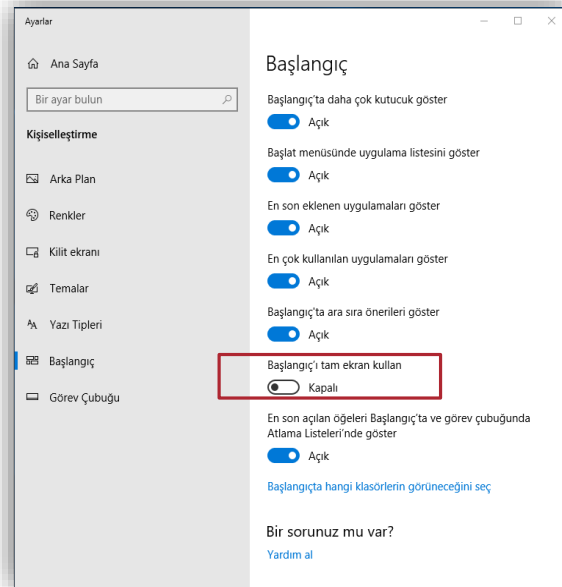 Ayarlar
Ana Sayfa
Bir ayar bulun
Kişiselleştirme
Arka Plan
Renkler
Kilit ekranı
Temalar
Yazı Tipleri
Başlangıç
Görev Çubuğu
Başlangıç
Başlangıç'ta daha çok kutucuk göster
Açık
Başlat menüsünde uygulama listesini göster
Açık
En son eklenen uygulamaları göster
Açık
En çok kullanılan uygulamaları göster
Açık
Başlangıç'ta ara sıra önerileri göster
Açık
Başlangıç'ı tam ekran kullan
Kapalı
En son açılan öğeleri Başlangıç'ta ve görev çubuğunda
Atlama Listeleri'nde göster
Açık
Başlangıçta hangi klasörlerin görüneceğini seç
Bir sorunuz mu var?
Yardım al